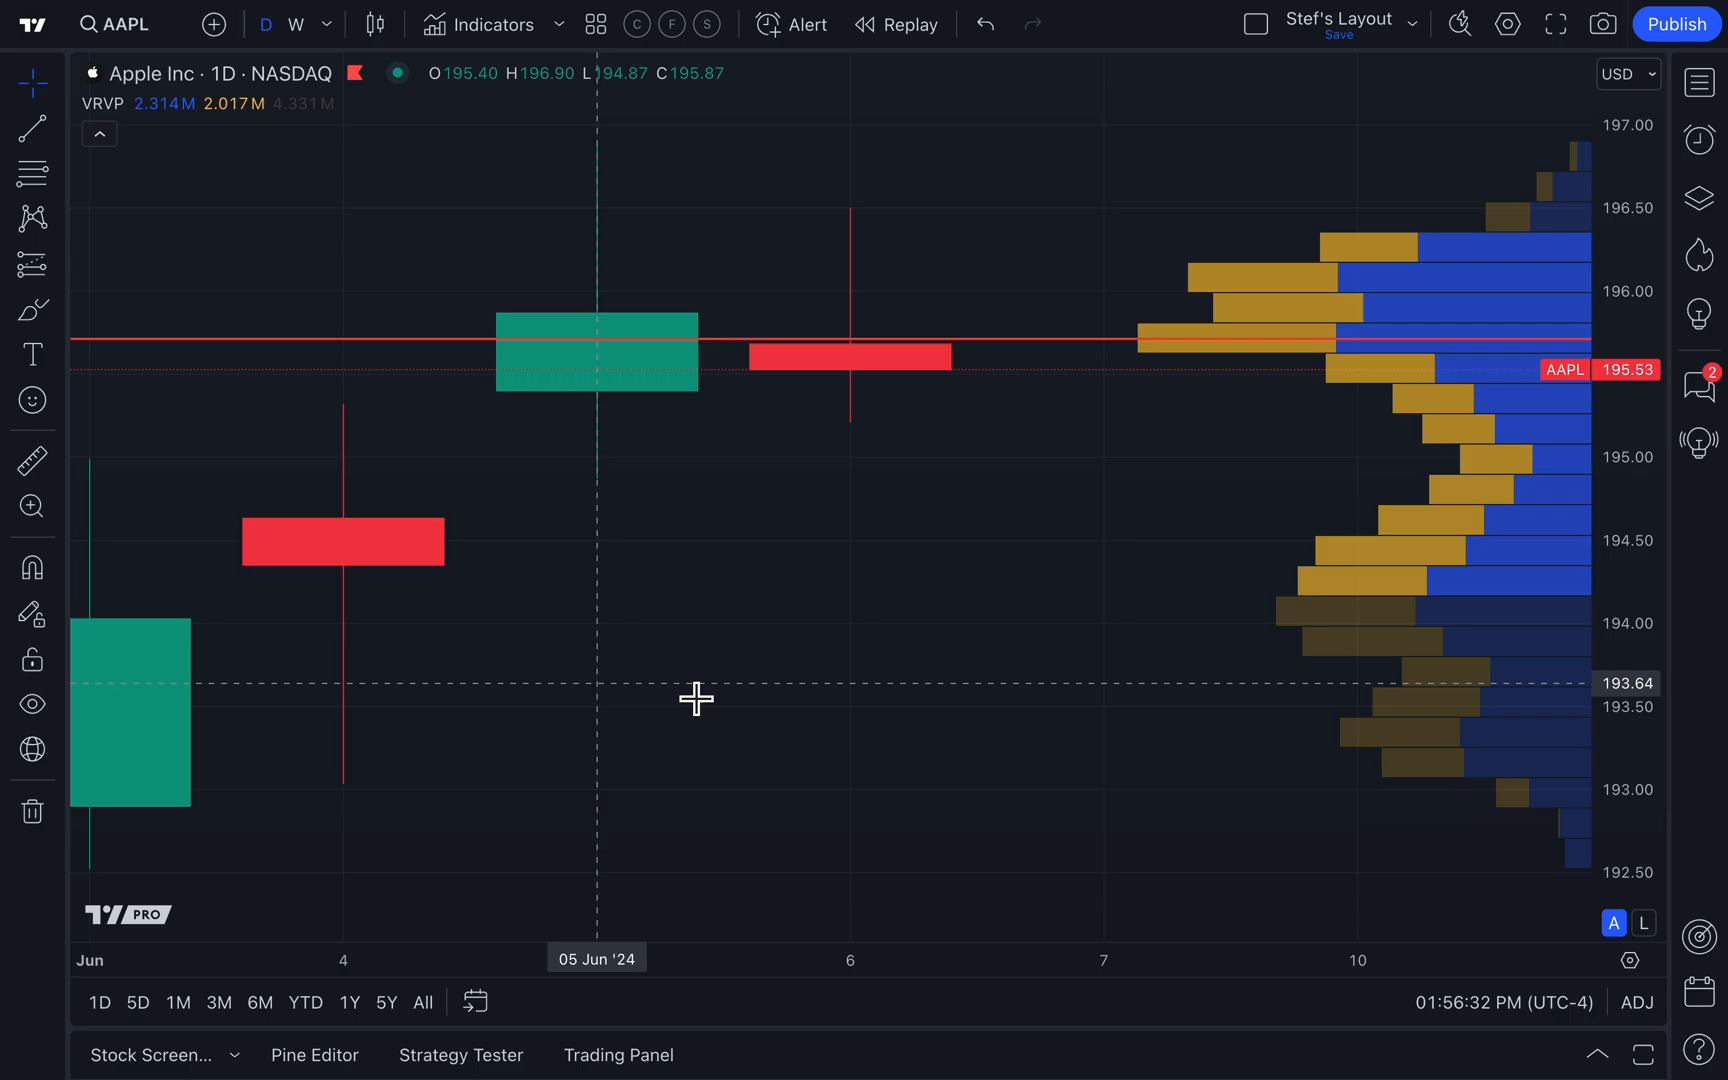 AAPL D W Indicators C F S Alert Replay Stef's Layout Save Publish
Apple Inc · 1D · NASDAQ O195.40 H196.90 L194.87 C195.87 USD
VRVP 2.314M 2.017M 4.331M
197.00
196.50
196.00
AAPL 195.53
2
195.00
194.50
194.00
193.64
193.50
193.00
192.50
PRO
A L
Jun 4 05 Jun '24 6 7 10
1D 5D 1M 3M 6M YTD 1Y 5Y All 01:56:32 PM (UTC-4) ADJ
Stock Screen... Pine Editor Strategy Tester Trading Panel